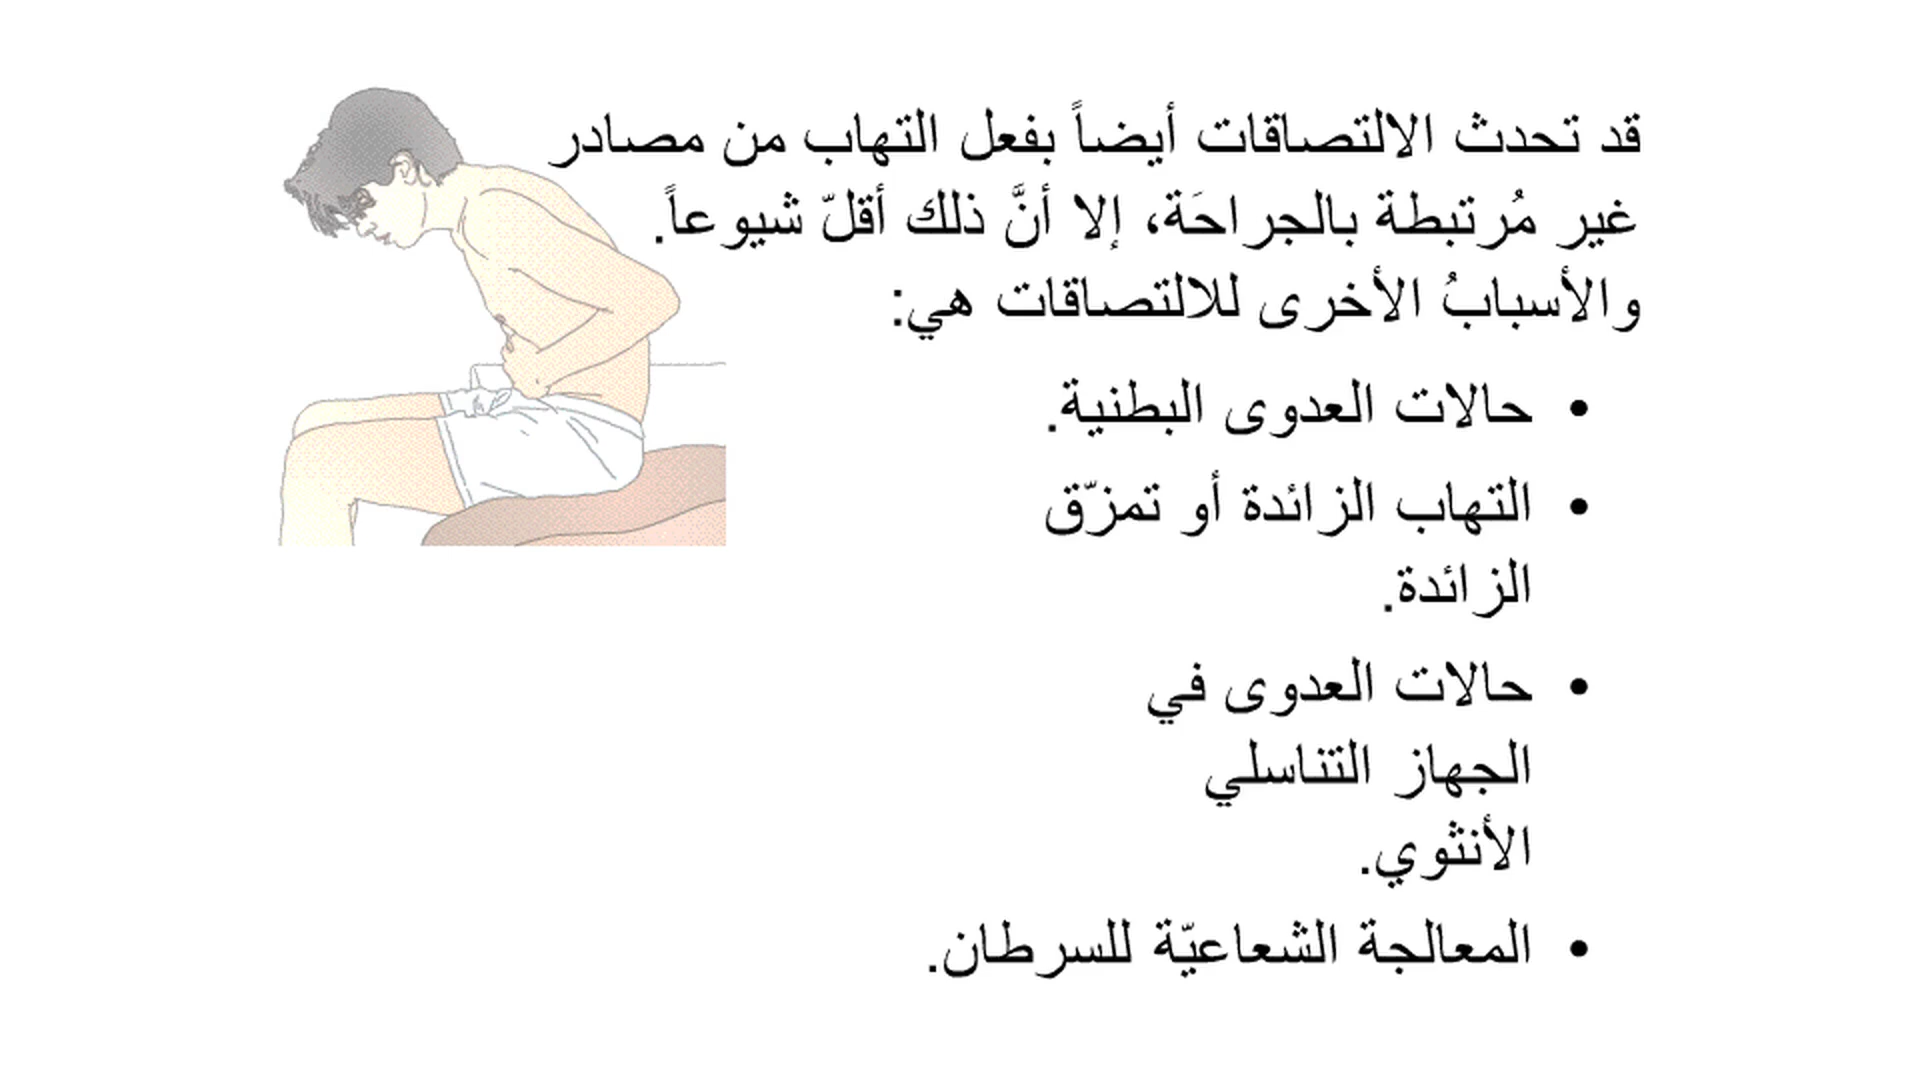 قد تحدث الالتصاقات أيضاً بفعل التهاب من مصادر
غير مُرتبطة بالجراحَة، إلا أنَّ ذلك أقلّ شيوعاً.
والأسبابُ الأخرى للالتصاقات هي:
• حالات العدوى البطنية.
• التهاب الزائدة أو تمزّق
الزائدة.
• حالات العدوى في
الجهاز التناسلي
الأنثوي.
• المعالجة الشعاعيّة للسرطان.